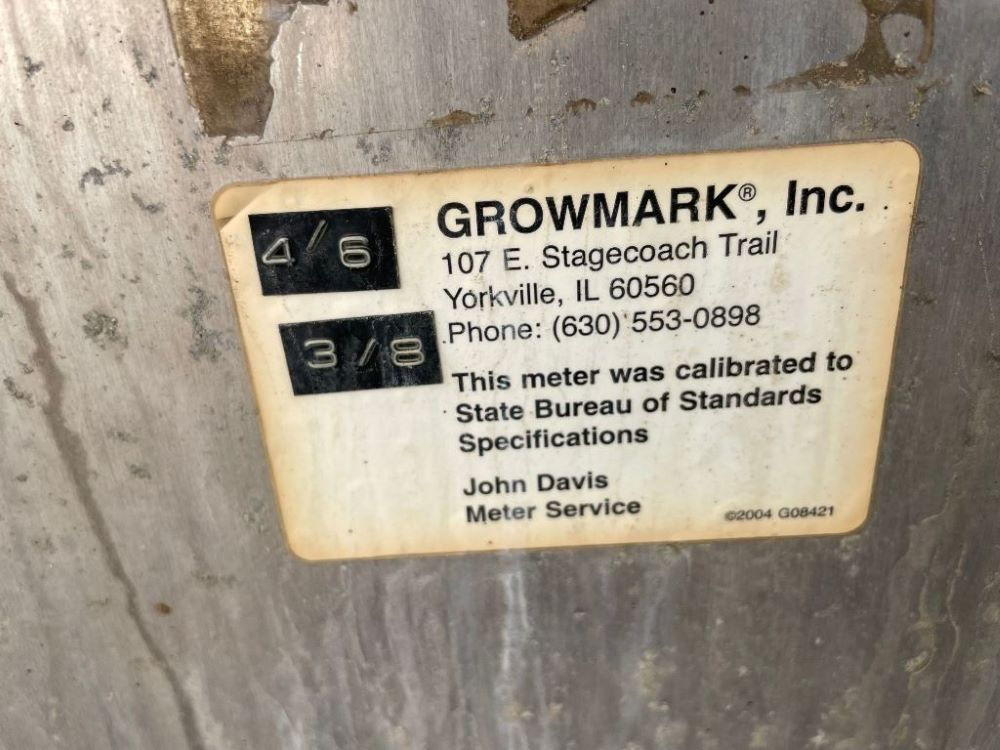 4/6
3/8
GROWMARK®, Inc.
107 E. Stagecoach Trail
Yorkville, IL 60560
Phone: (630) 553-0898
This meter was calibrated to
State Bureau of Standards
Specifications
John Davis
Meter Service
©2004 G08421